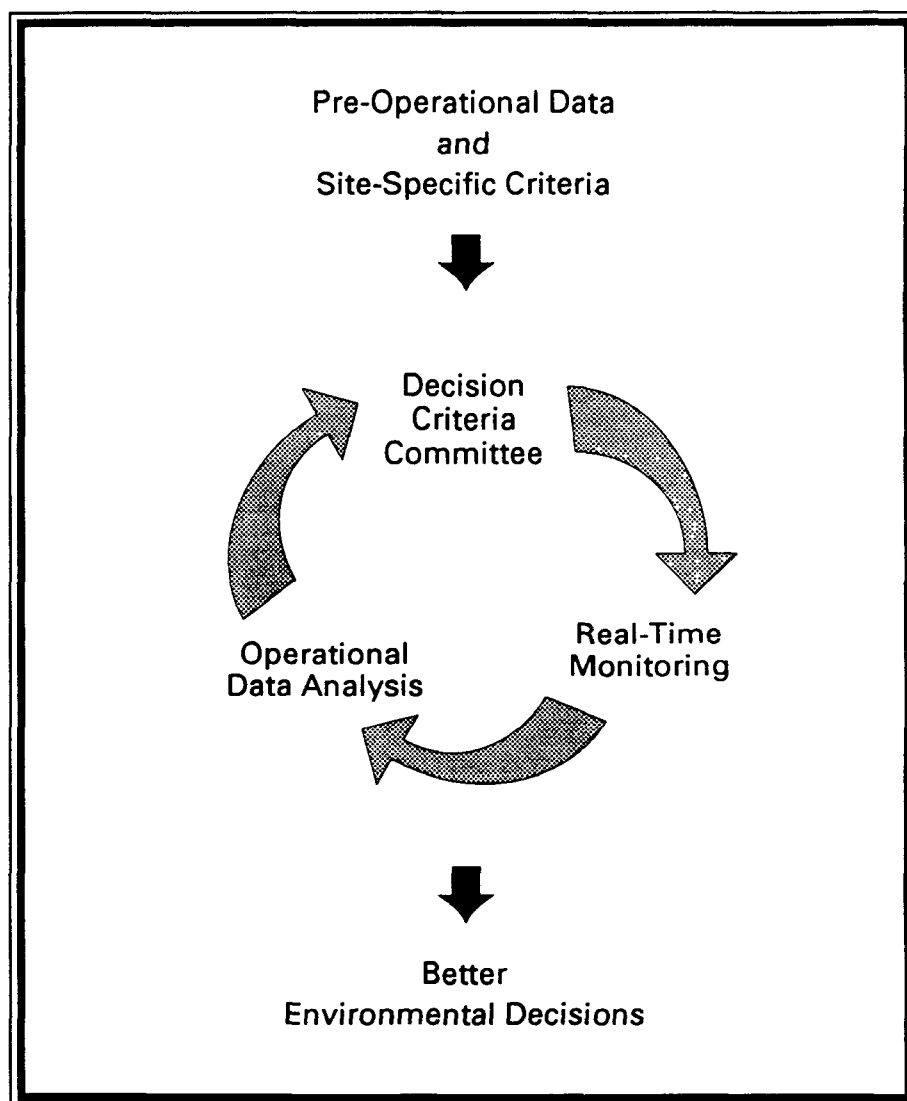 Pre-Operational Data
and
Site-Specific Criteria
Decision
Criteria
Committee
Real-Time
Monitoring
Operational
Data Analysis
Better
Environmental Decisions